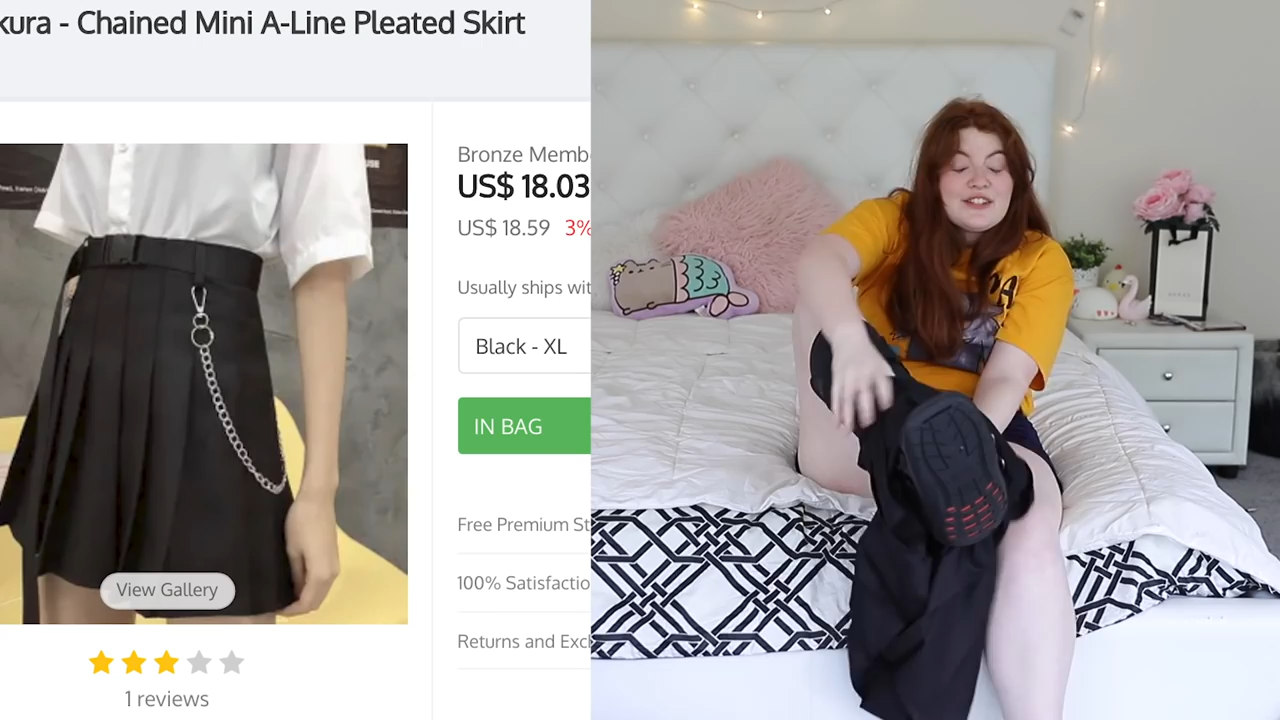 kura - Chained Mini A-Line Pleated Skirt
Bronze Memb
US$ 18.03
US$ 18.59 3%
Usually ships wit
Black - XL
IN BAG
Free Premium St
100% Satisfactio
Returns and Exc
View Gallery
1 reviews